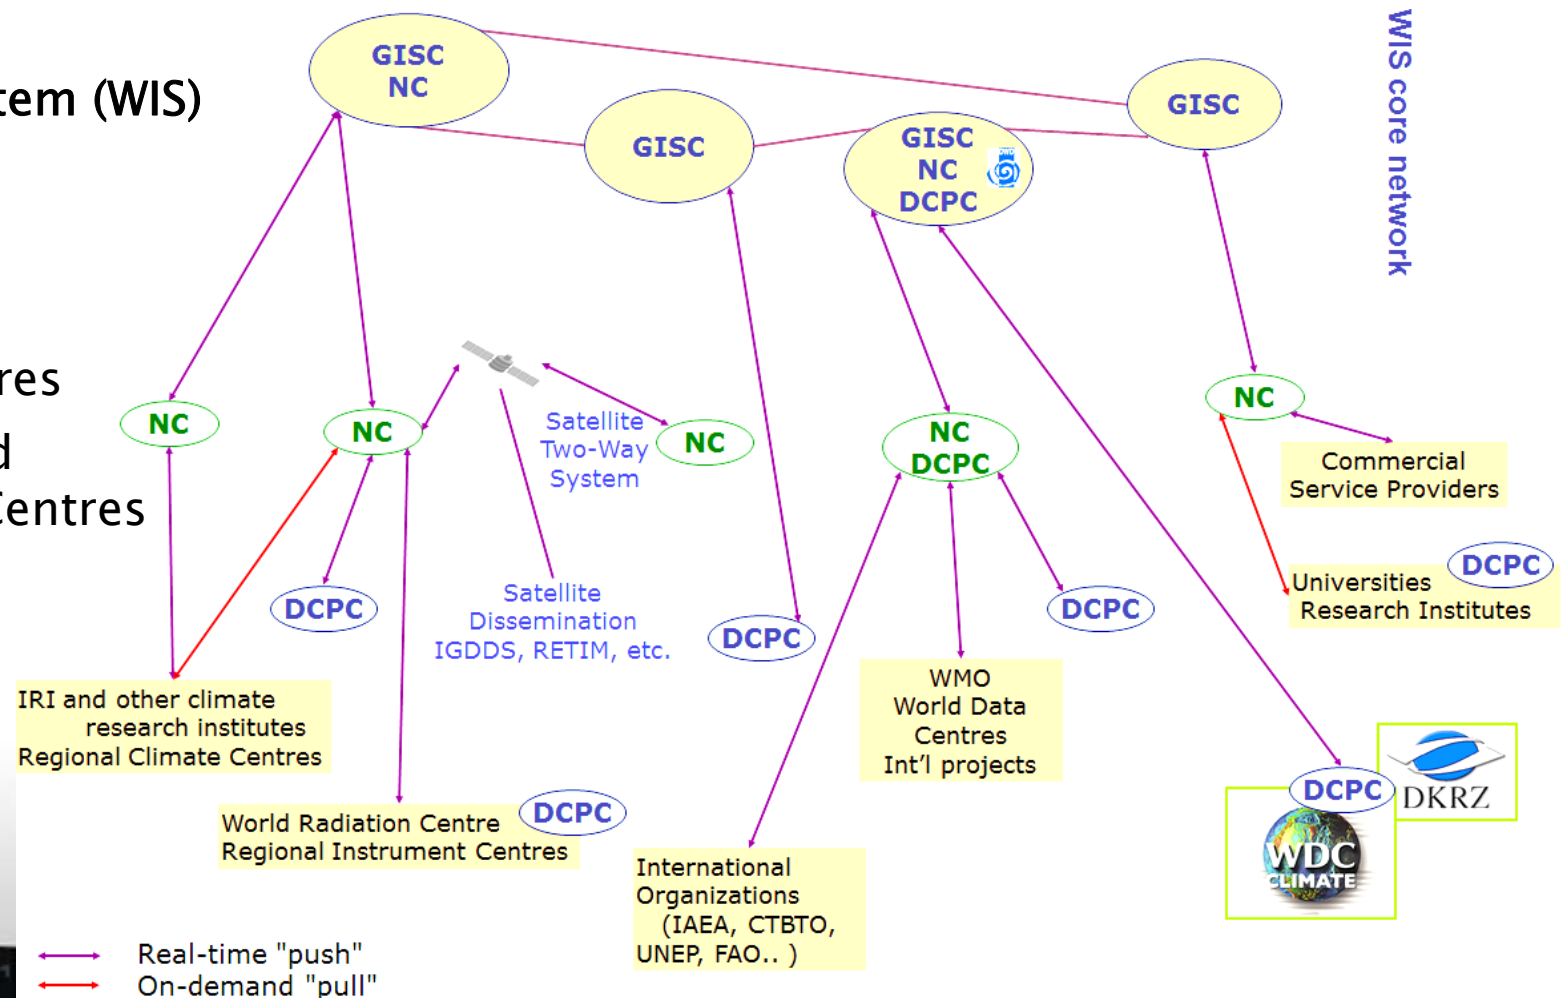 tem (WIS)
res
d
Centres
WIS core network
GISC
NC
GISC
GISC
NC
DCPC
GISC
NC
NC
Satellite
Two-Way
System
NC
NC
DCPC
NC
Commercial
Service Providers
DCPC
Universities
Research Institutes
DCPC
Satellite
Dissemination
IGDDS, RETIM, etc.
DCPC
DCPC
IRI and other climate
research institutes
Regional Climate Centres
WMO
World Data
Centres
Int'l projects
World Radiation Centre
Regional Instrument Centres
DCPC
International
Organizations
(IAEA, CTBTO,
UNEP, FAO.. )
DCPC
DKRZ
WDC
CLIMATE
Real-time "push"
On-demand "pull"